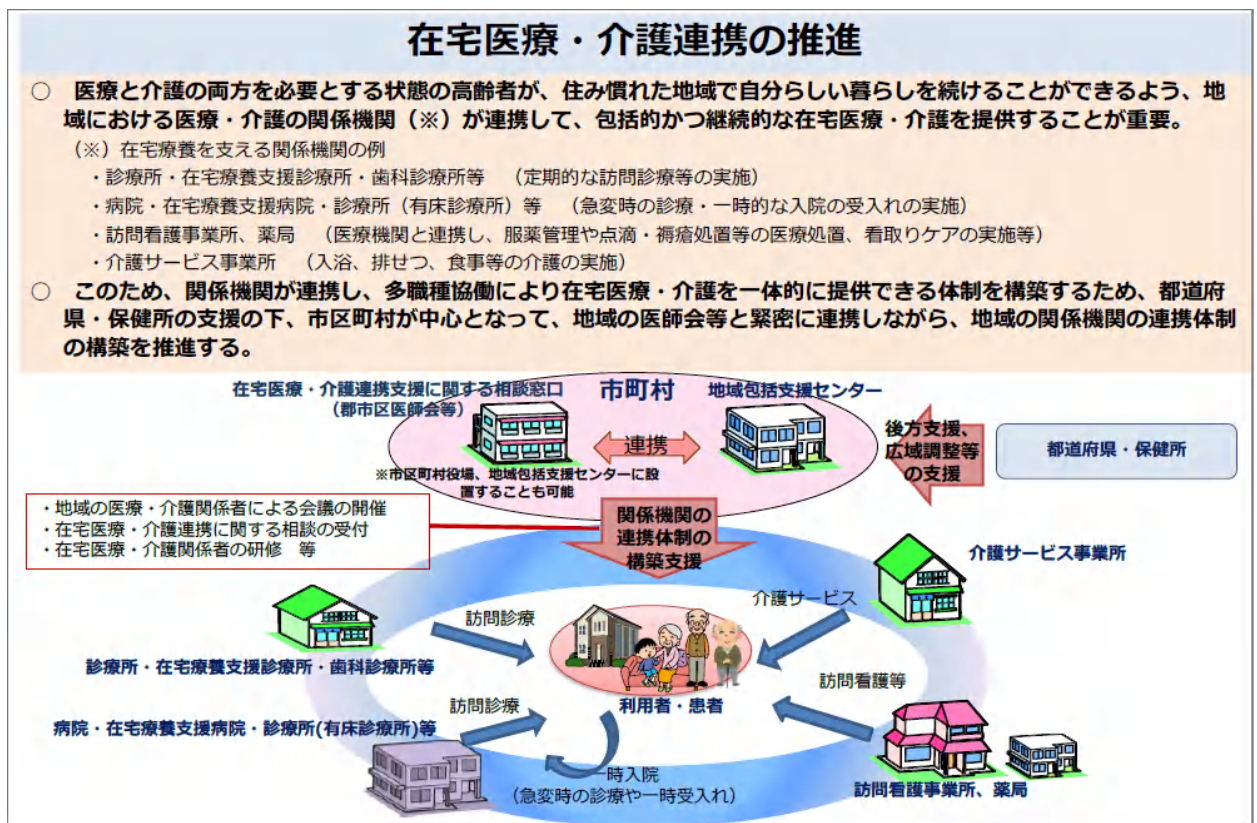 在宅医療・介護連携の推進
○　医療と介護の両方を必要とする状態の高齢者が、住み慣れた地域で自分らしい暮らしを続けることができるよう、地
域における医療・介護の関係機関（※）が連携して、包括的かつ継続的な在宅医療・介護を提供することが重要。
（※）在宅療養を支える関係機関の例
・診療所・在宅療養支援診療所・歯科診療所等　（定期的な訪問診療等の実施）
・病院・在宅療養支援病院・診療所（有床診療所）等　（急変時の診療・一時的な入院の受入れの実施）
・訪問看護事業所、薬局　（医療機関と連携し、服薬管理や点滴・褥瘡処置等の医療処置、看取りケアの実施等）
・介護サービス事業所　（入浴、排せつ、食事等の介護の実施）
○　このため、関係機関が連携し、多職種協働により在宅医療・介護を一体的に提供できる体制を構築するため、都道府
県・保健所の支援の下、市区町村が中心となって、地域の医師会等と緊密に連携しながら、地域の関係機関の連携体制
の構築を推進する。
市町村
在宅医療・介護連携支援に関する相談窓口
（郡市区医師会等）
地域包括支援センター
連携
※市区町村役場、地域包括支援センターに設
置することも可能
後方支援、
広域調整等
の支援
都道府県・保健所
・地域の医療・介護関係者による会議の開催
・在宅医療・介護連携に関する相談の受付
・在宅医療・介護関係者の研修　等
関係機関の
連携体制の
構築支援
介護サービス事業所
介護サービス
訪問診療
診療所・在宅療養支援診療所・歯科診療所等
利用者・患者
訪問看護等
訪問診療
病院・在宅療養支援病院・診療所(有床診療所)等
一時入院
（急変時の診療や一時受入れ）
訪問看護事業所、薬局